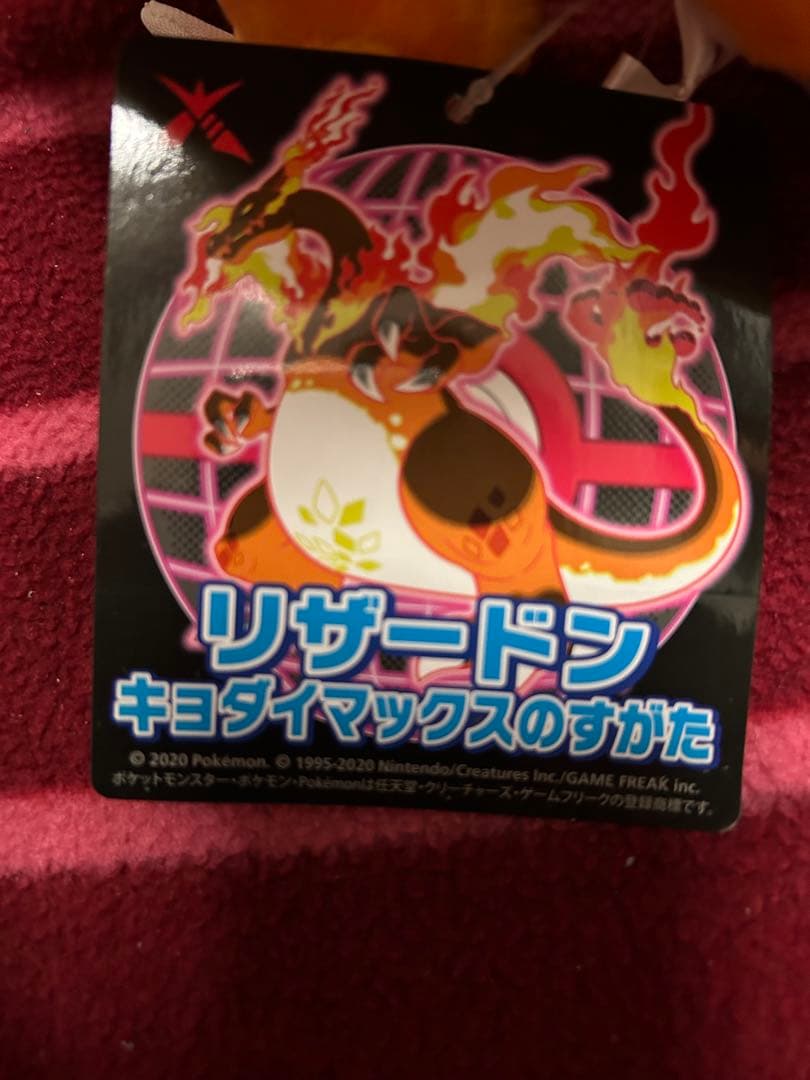 リザードン
キョダイマックスのすがた
© 2020 Pokémon. © 1995-2020 Nintendo/Creatures Inc./GAME FREAK inc.
ポケットモンスター・ポケモン・Pokémonは任天堂・クリーチャーズ・ゲームフリークの登録商標です。